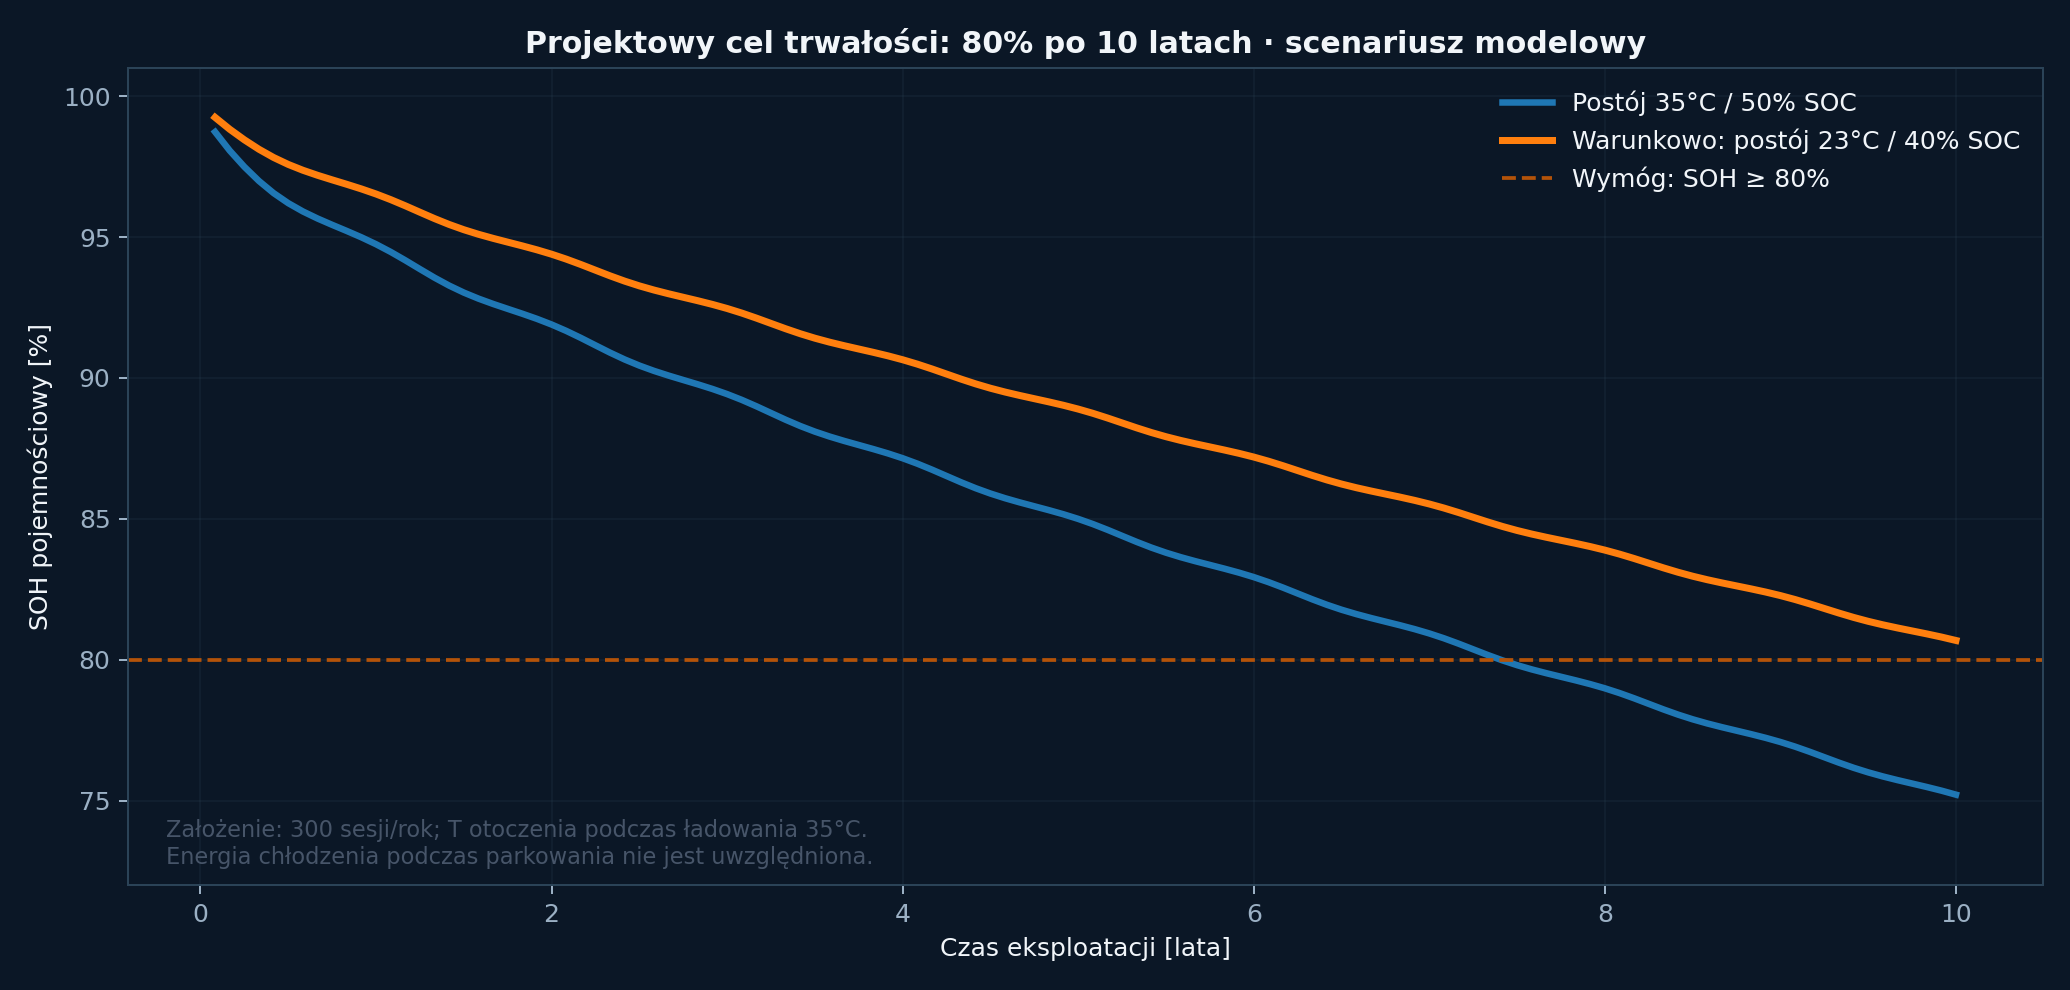 Projektowy cel trwałości: 80% po 10 latach · scenariusz modelowy
Postój 35°C / 50% SOC
Warunkowo: postój 23°C / 40% SOC
Wymóg: SOH ≥ 80%
SOH pojemnościowy [%]
100
95
90
85
80
75
Założenie: 300 sesji/rok; T otoczenia podczas ładowania 35°C.
Energia chłodzenia podczas parkowania nie jest uwzględniona.
0 2 4 6 8 10
Czas eksploatacji [lata]